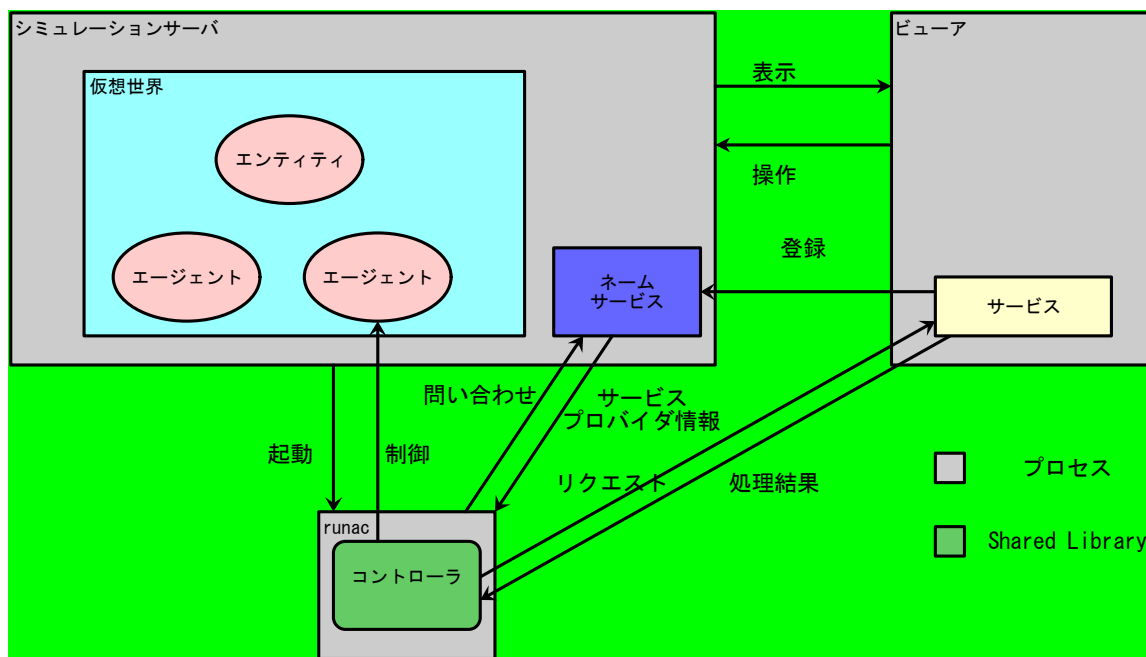 シミュレーションサーバ
ビューア
仮想世界
表示
エンティティ
操作
登録
エージェント
エージェント
ネーム
サービス
サービス
問い合わせ
サービス
プロバイダ情報
起動
制御
リクエスト
処理結果
プロセス
runac
コントローラ
Shared Library